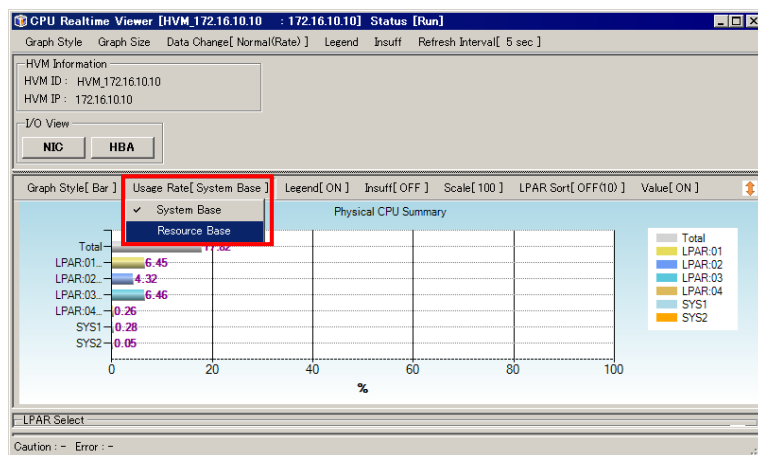 CPU Realtime Viewer [HVM_172.16.10.10 : 172.16.10.10] Status [Run]
Graph Style Graph Size Data Change[ Normal(Rate) ] Legend Insuff Refresh Interval[ 5 sec ]
HVM Information
HVM ID : HVM_172.16.10.10
HVM IP : 172.16.10.10
I/O View
NIC HBA
Graph Style[ Bar ] Usage Rate[ System Base ] Legend[ ON ] Insuff[ OFF ] Scale[ 100 ] LPAR Sort[ OFF(10) ] Value[ ON ]
✓ System Base
Resource Base
Physical CPU Summary
Total 17.82
LPAR:01... 6.45
LPAR:02... 4.32
LPAR:03... 6.46
LPAR:04... 0.26
SYS1 0.28
SYS2 0.05
0 20 40 60 80 100
%
Total
LPAR:01
LPAR:02
LPAR:03
LPAR:04
SYS1
SYS2
LPAR Select
Caution : - Error : -